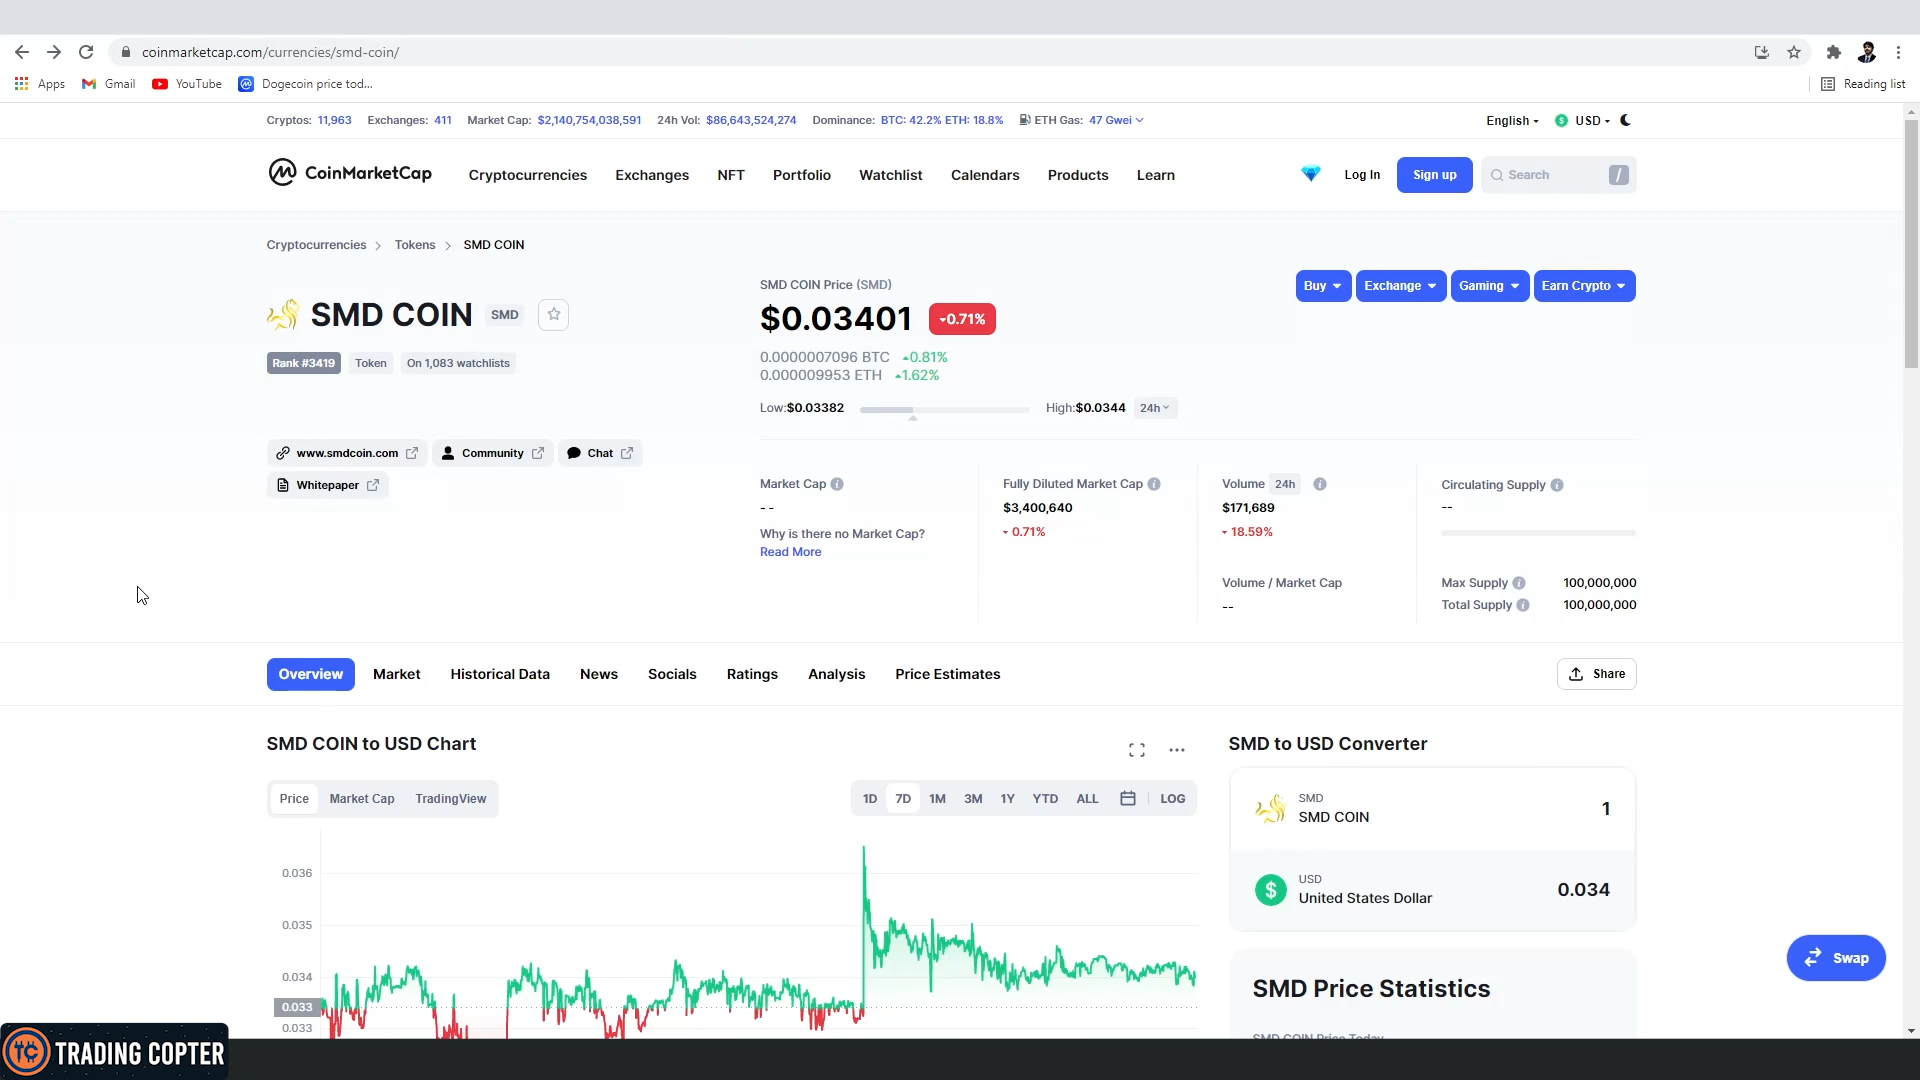 coinmarketcap.com/currencies/smd-coin/
Apps Gmail YouTube Dogecoin price tod... Reading list
Cryptos: 11,963 Exchanges: 411 Market Cap: $2,140,754,038,591 24h Vol: $86,643,524,274 Dominance: BTC: 42.2% ETH: 18.8% ETH Gas: 47 Gwei English USD
CoinMarketCap Cryptocurrencies Exchanges NFT Portfolio Watchlist Calendars Products Learn Log In Sign up Search /
Cryptocurrencies > Tokens > SMD COIN
SMD COIN Price (SMD)
Buy Exchange Gaming Earn Crypto
SMD COIN SMD
$0.03401 0.71%
Rank #3419 Token On 1,083 watchlists
0.0000007096 BTC 0.81%
0.000009953 ETH 1.62%
Low:$0.03382 High:$0.0344 24h
www.smdcoin.com Community Chat
Whitepaper
Market Cap
- -
Why is there no Market Cap?
Read More
Fully Diluted Market Cap
$3,400,640
0.71%
Volume 24h
$171,689
18.59%
Volume / Market Cap
--
Circulating Supply
--
Max Supply 100,000,000
Total Supply 100,000,000
Overview Market Historical Data News Socials Ratings Analysis Price Estimates Share
SMD COIN to USD Chart
Price Market Cap TradingView 1D 7D 1M 3M 1Y YTD ALL LOG
0.036
0.035
0.034
0.033
0.033
SMD to USD Converter
SMD
SMD COIN 1
USD
United States Dollar 0.034
Swap
SMD Price Statistics
SMD COIN Price Today
TC TRADING COPTER